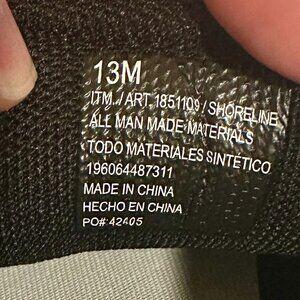 13M
ITM. / ART. 1851109 / SHORELINE
ALL MAN MADE MATERIALS
TODO MATERIALES SINTÉTICO
196064487311
MADE IN CHINA
HECHO EN CHINA
PO#: 42405